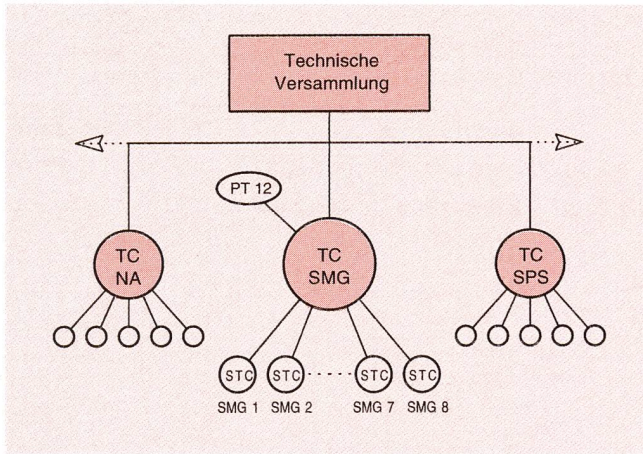 Technische
Versammlung
PT 12
TC
NA
TC
SMG
TC
SPS
STC
STC
STC
STC
SMG 1
SMG 2
SMG 7
SMG 8